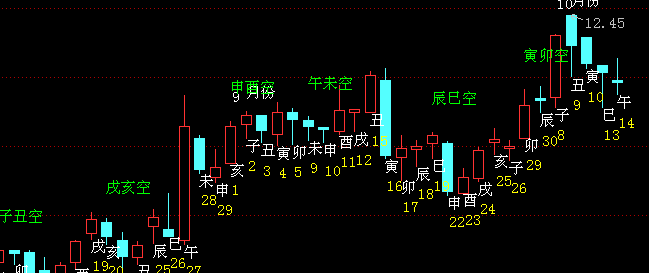 10月份
12.45
寅卯空
申酉空
9 月份
午未空
辰巳空
戌亥空
子丑空
戌 19
亥 20
丑 25
辰 25
巳 26
午 27
未 28
申 29
亥 1
子 2
丑 3
寅 4
卯 5
未 9
申 10
酉 11
戌 12
丑 15
寅 16
卯 17
辰 18
巳
申 22
酉 23
戌 24
亥 25
子 26
卯 29
辰 30
子 8
丑 9
寅 10
巳 13
午 14